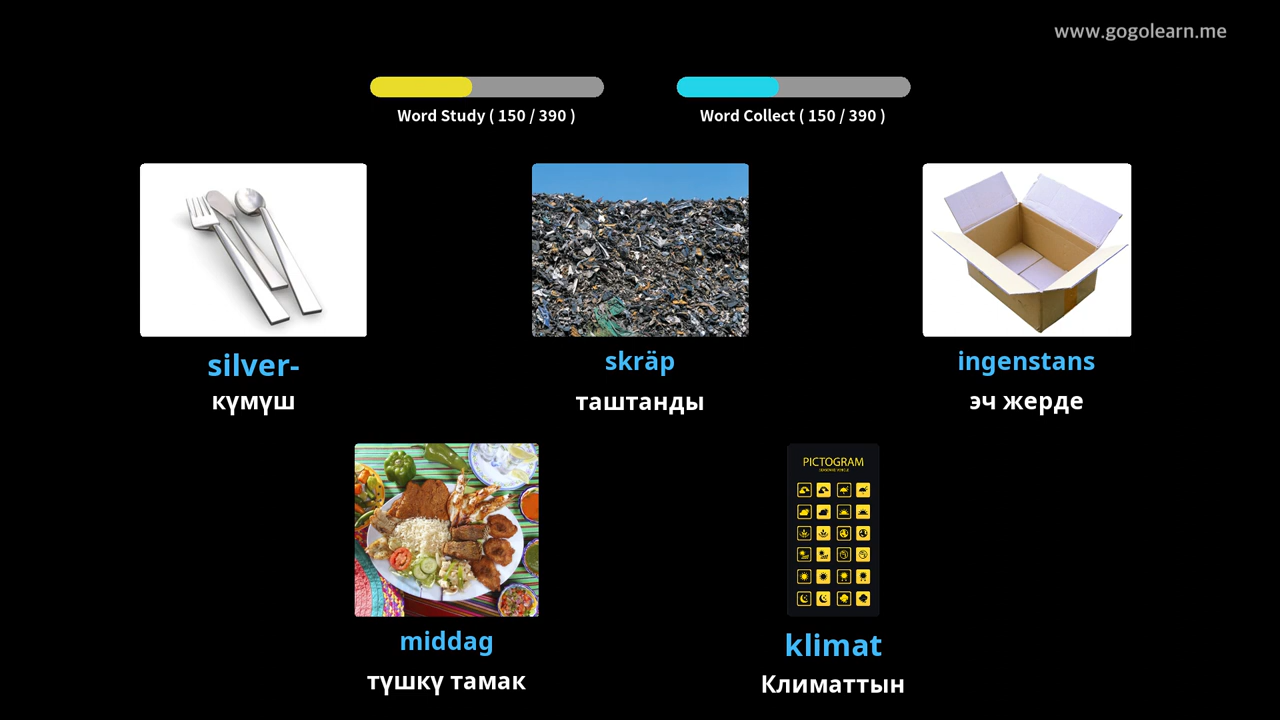 www.gogolearn.me
Word Study ( 150 / 390 )
Word Collect ( 150 / 390 )
silver-
күмүш
skräp
таштанды
ingenstans
эч жерде
PICTOGRAM
middag
түшкү тамак
klimat
Климаттын